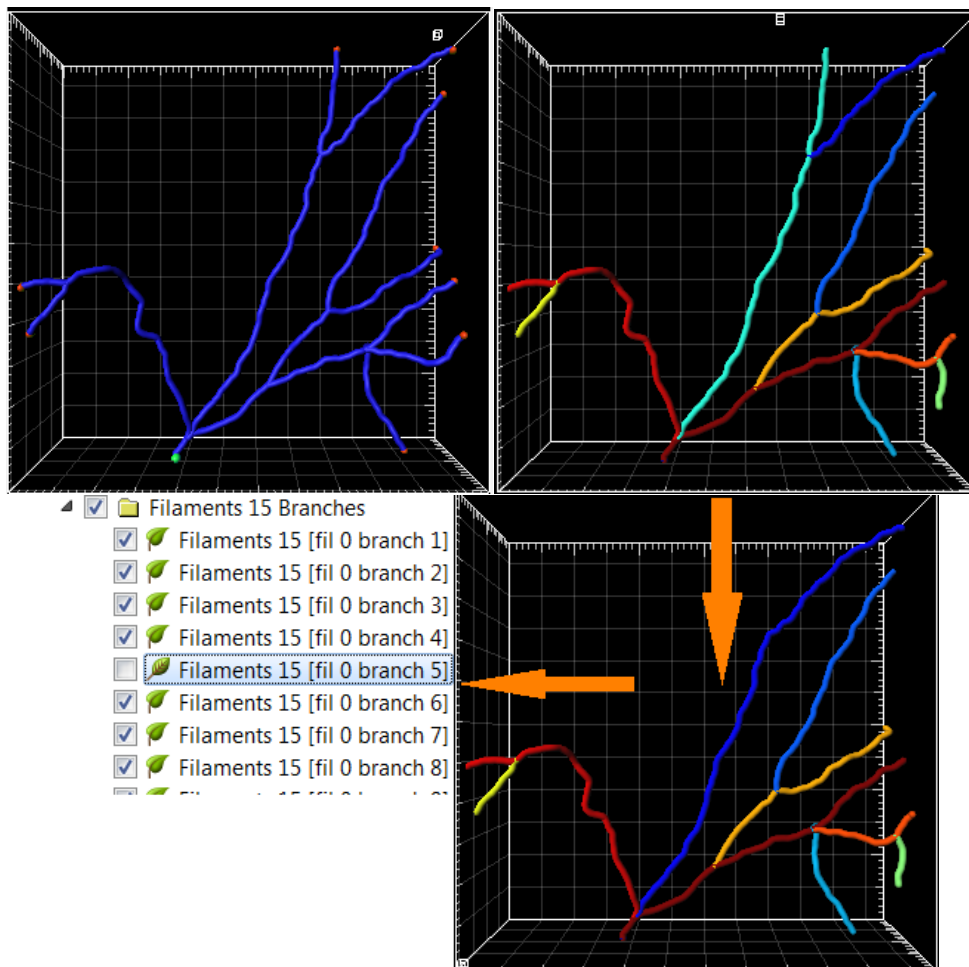 Filaments 15 Branches
Filaments 15 [fil 0 branch 1]
Filaments 15 [fil 0 branch 2]
Filaments 15 [fil 0 branch 3]
Filaments 15 [fil 0 branch 4]
Filaments 15 [fil 0 branch 5]
Filaments 15 [fil 0 branch 6]
Filaments 15 [fil 0 branch 7]
Filaments 15 [fil 0 branch 8]